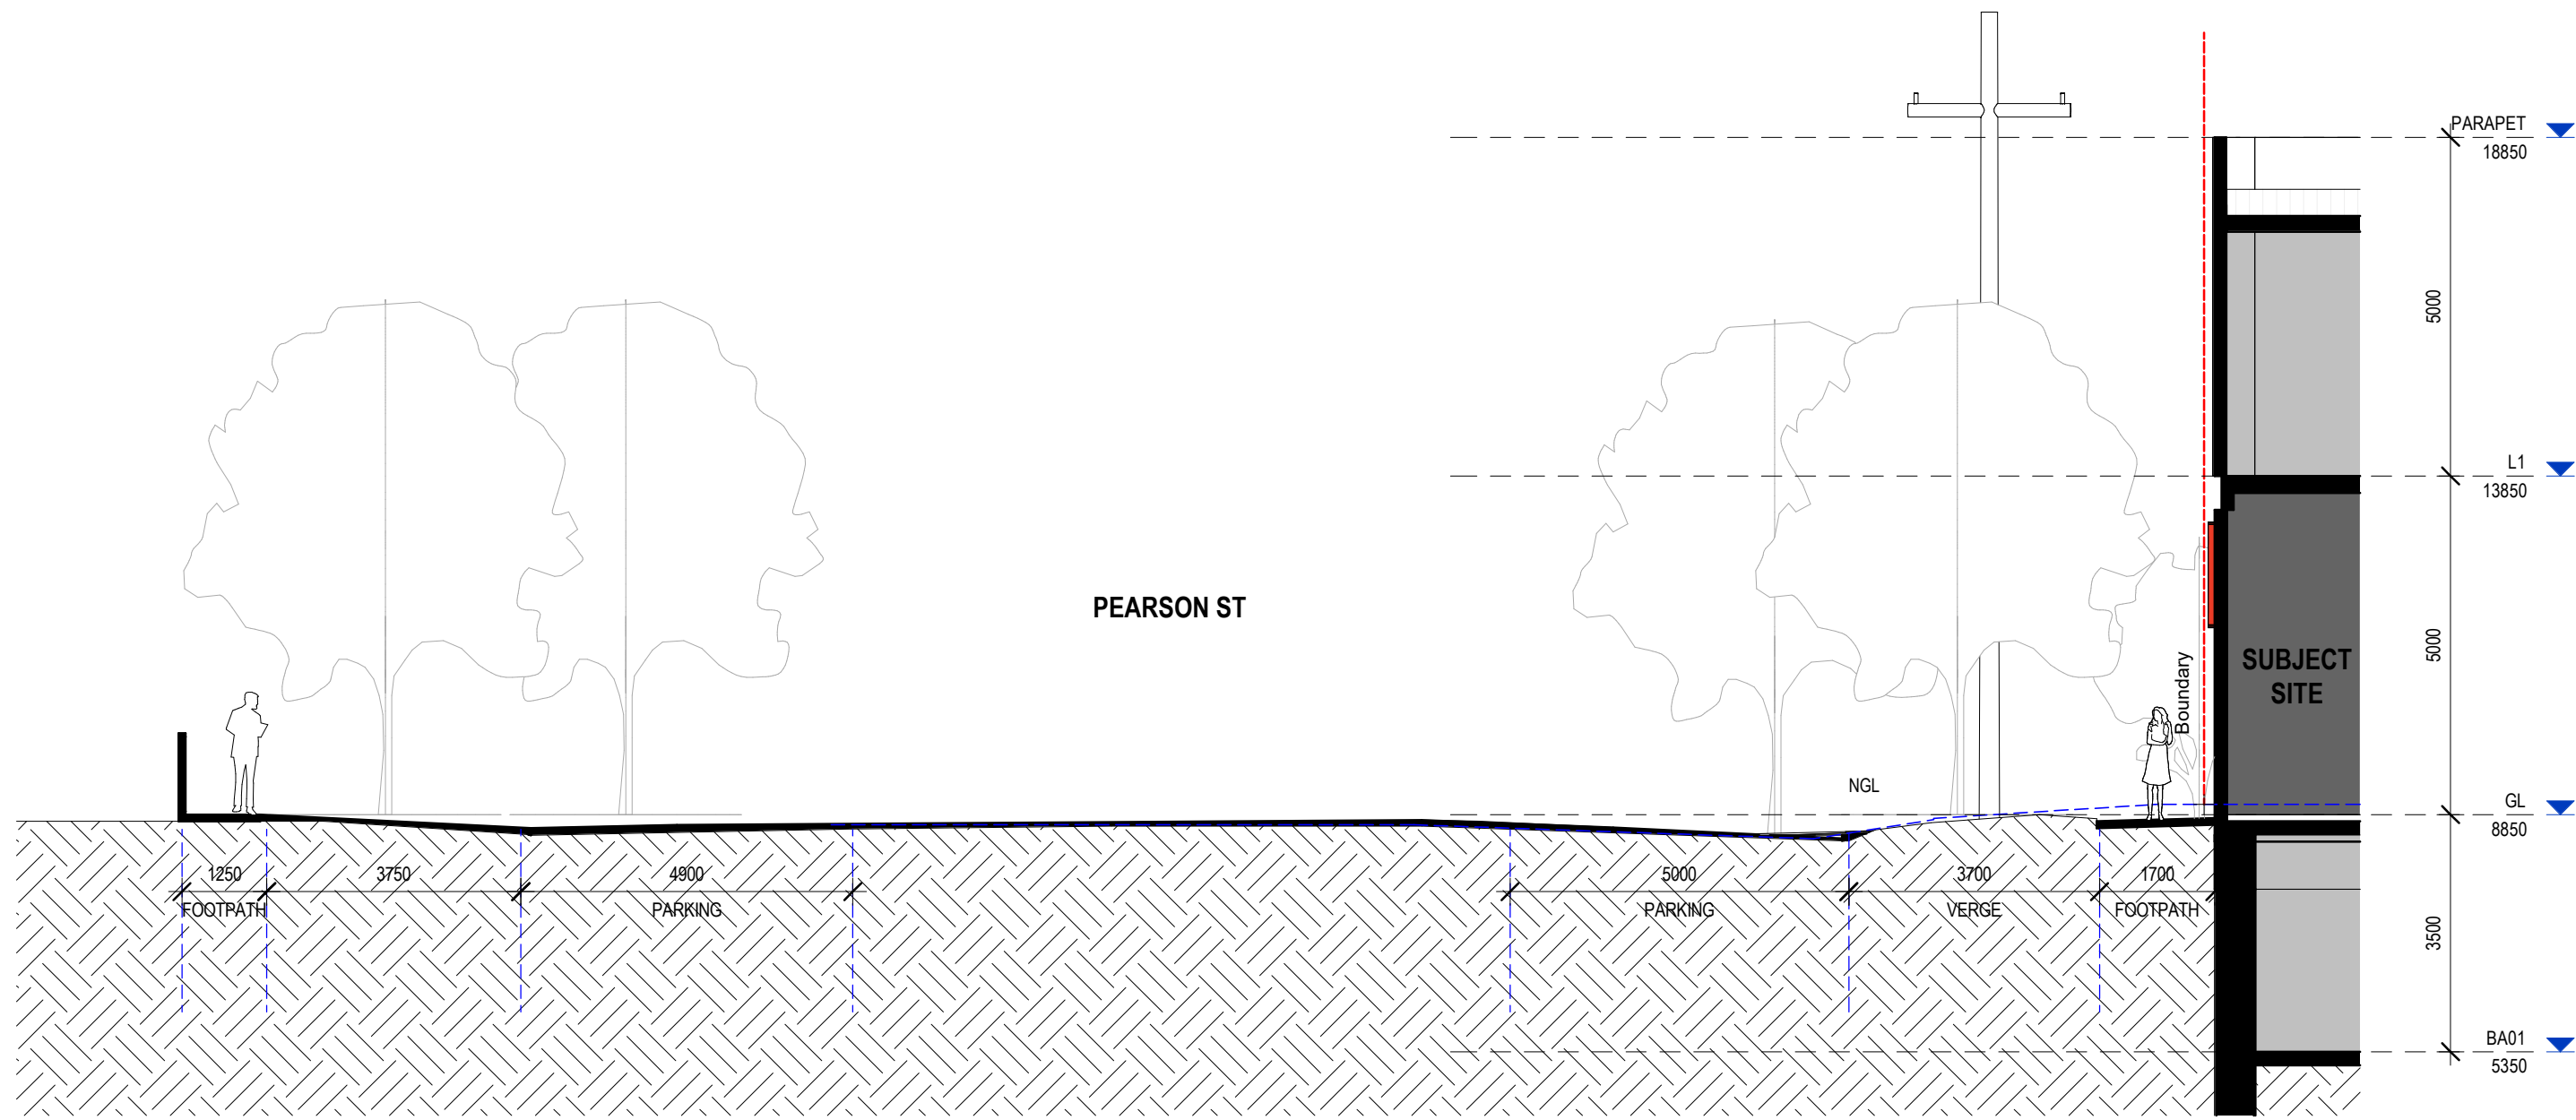 PARAPET
18850
5000
L1
13850
PEARSON ST
5000
Boundary
SUBJECT
SITE
NGL
GL
8850
1250
3750
4900
5000
3700
1700
FOOTPATH
PARKING
PARKING
VERGE
FOOTPATH
3500
BA01
5350